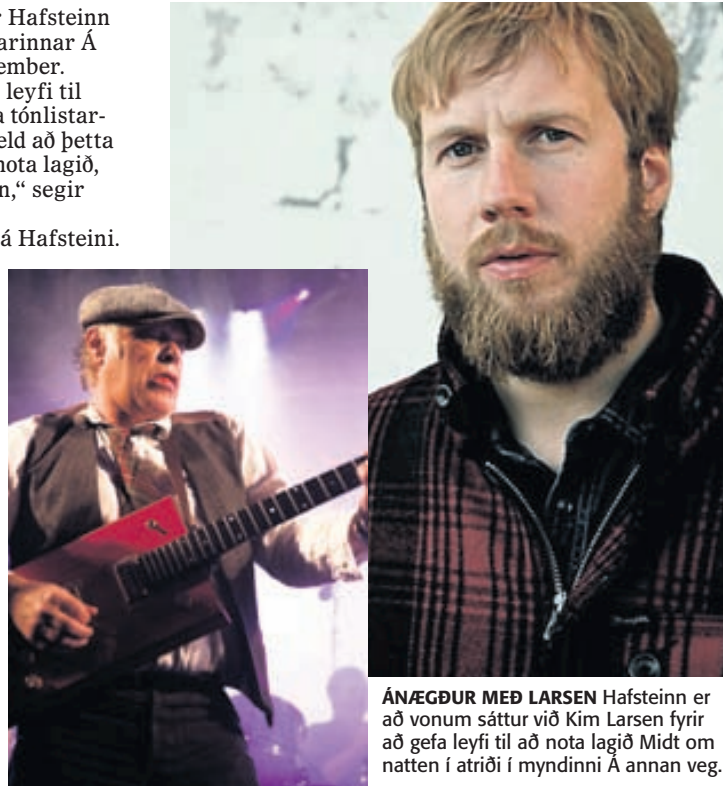 Hafsteinn
arinnar Á
ember.
leyfi til
a tónlistar-
eld að þetta
nota lagið,
n,“ segir
á Hafsteini.
ÁNÆGÐUR MEÐ LARSEN Hafsteinn er
að vonum sáttur við Kim Larsen fyrir
að gefa leyfi til að nota lagið Midt om
natten í atriði í myndinni Á annan veg.